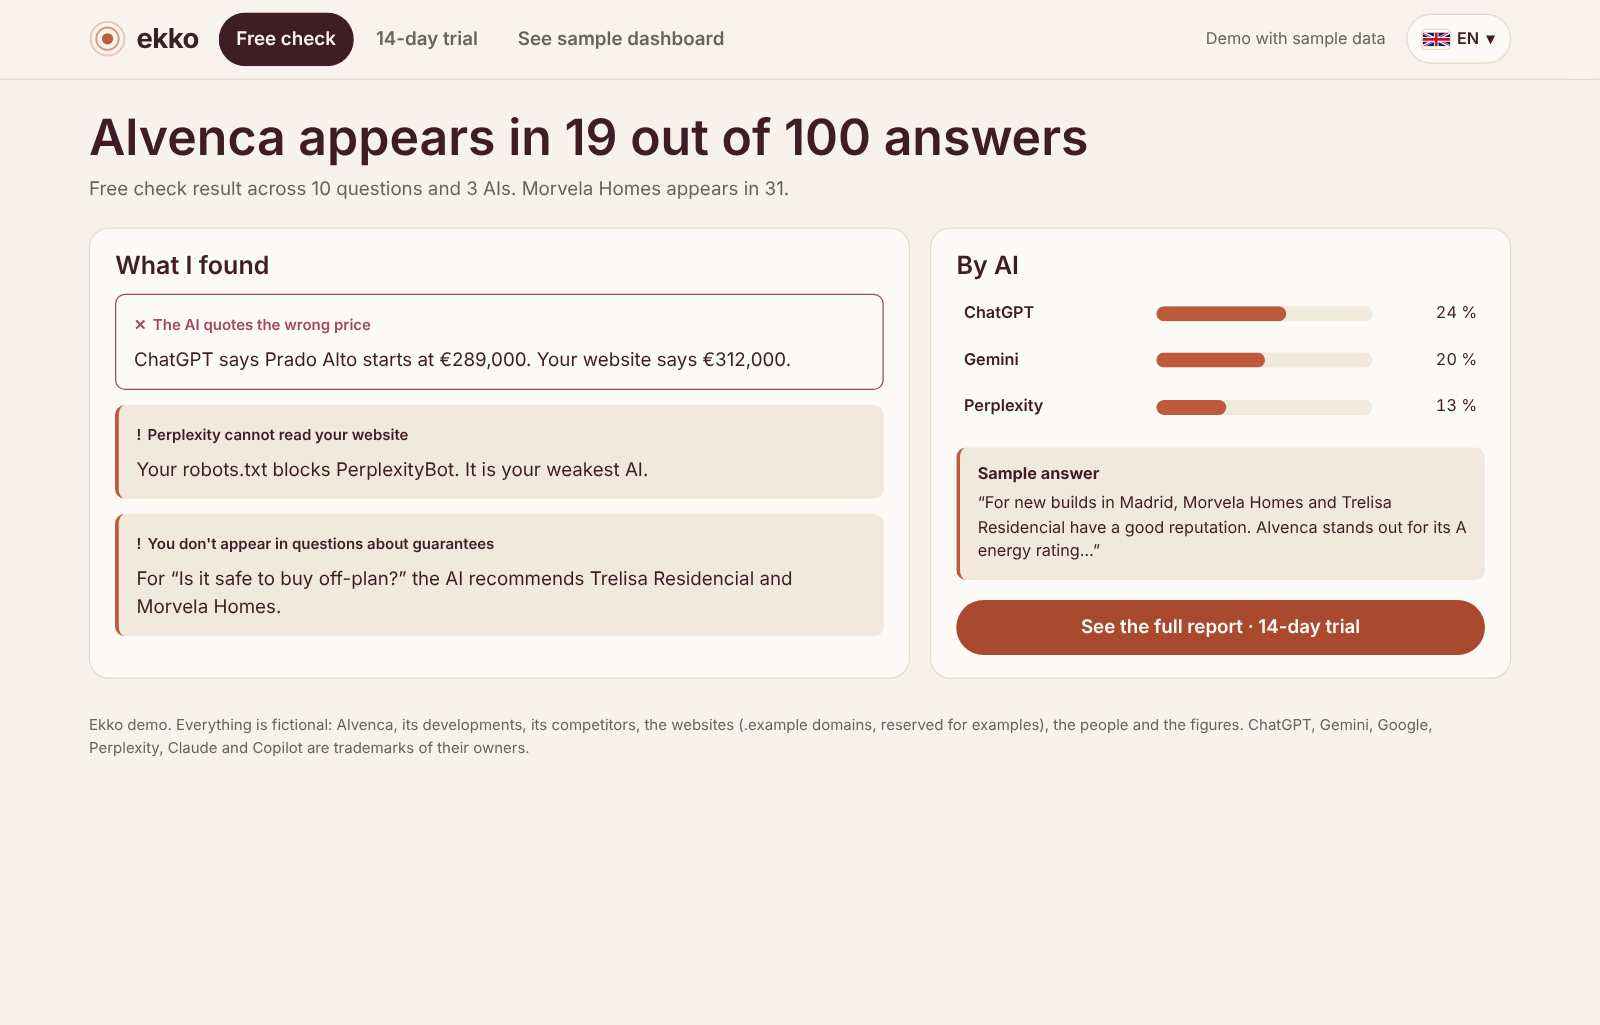 ekko
Free check
14-day trial
See sample dashboard
Demo with sample data
EN ▼
Alvenca appears in 19 out of 100 answers
Free check result across 10 questions and 3 AIs. Morvela Homes appears in 31.
What I found
✕ The AI quotes the wrong price
ChatGPT says Prado Alto starts at €289,000. Your website says €312,000.
! Perplexity cannot read your website
Your robots.txt blocks PerplexityBot. It is your weakest AI.
! You don't appear in questions about guarantees
For “Is it safe to buy off-plan?” the AI recommends Trelisa Residencial and
Morvela Homes.
By AI
ChatGPT 24 %
Gemini 20 %
Perplexity 13 %
Sample answer
“For new builds in Madrid, Morvela Homes and Trelisa
Residencial have a good reputation. Alvenca stands out for its A
energy rating…”
See the full report · 14-day trial
Ekko demo. Everything is fictional: Alvenca, its developments, its competitors, the websites (.example domains, reserved for examples), the people and the figures. ChatGPT, Gemini, Google,
Perplexity, Claude and Copilot are trademarks of their owners.